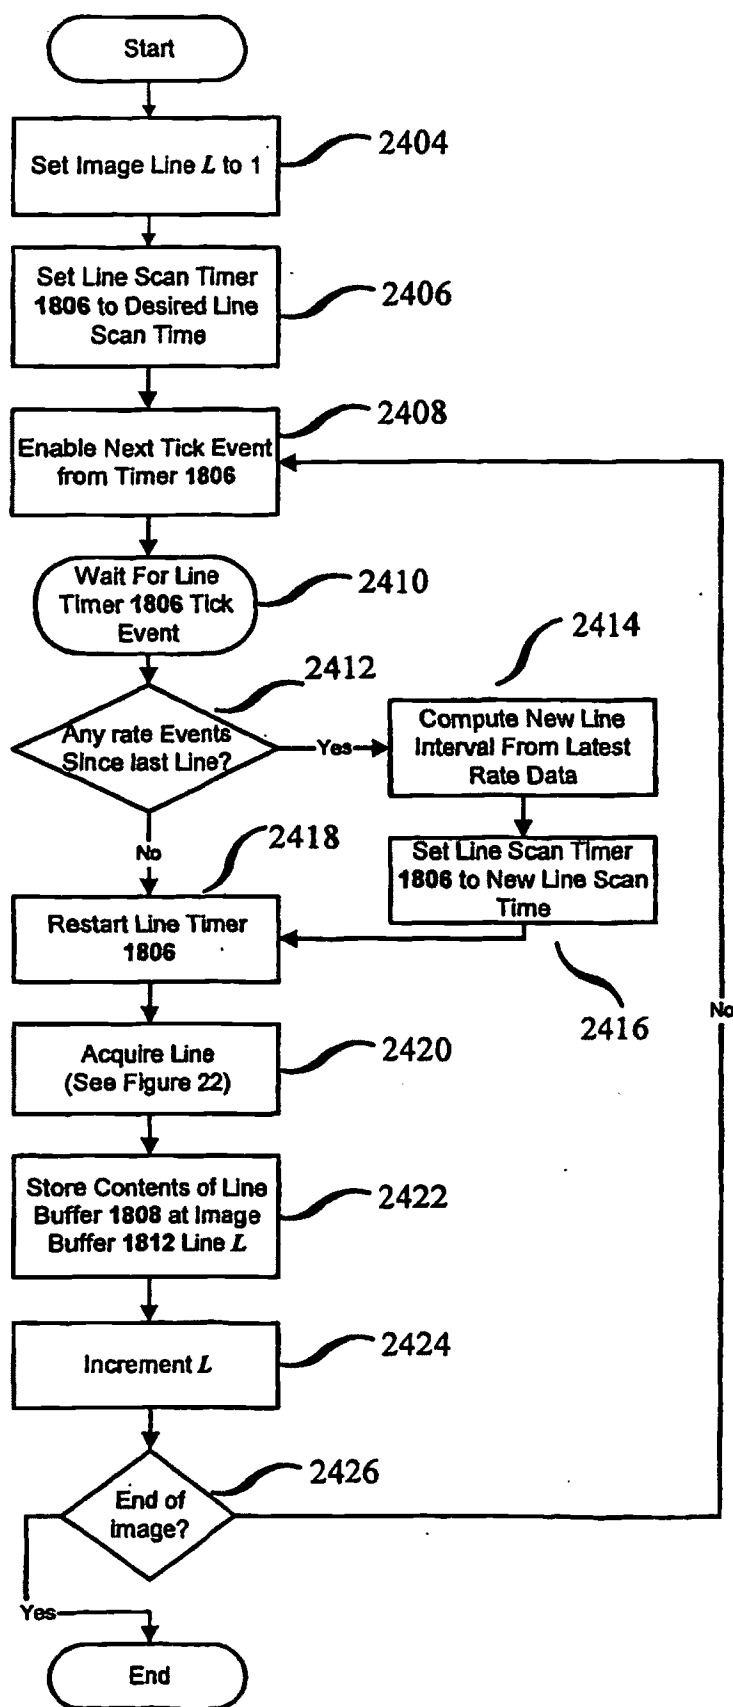 Start
Set Image Line L to 1
2404
Set Line Scan Timer
1806 to Desired Line
Scan Time
2406
Enable Next Tick Event
from Timer 1806
2408
Wait For Line
Timer 1806 Tick
Event
2410
Any rate Events
Since last Line?
2412
Yes
2414
Compute New Line
Interval From Latest
Rate Data
Set Line Scan Timer
1806 to New Line Scan
Time
2416
No
2418
Restart Line Timer
1806
Acquire Line
(See Figure 22)
2420
Store Contents of Line
Buffer 1808 at Image
Buffer 1812 Line L
2422
Increment L
2424
End of
image?
2426
No
Yes
End